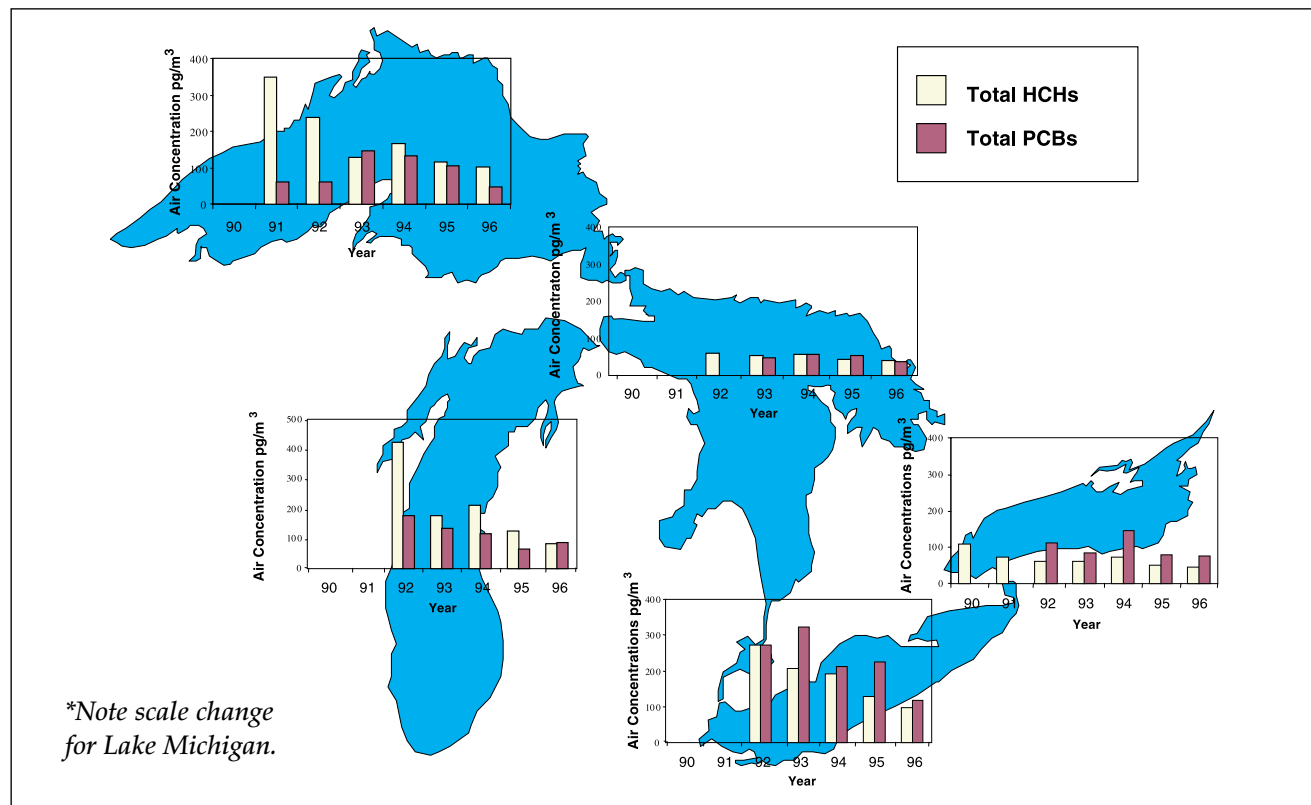 Total HCHs
Total PCBs
Air Concentration pg/m³
400
300
200
100
0
90 91 92 93 94 95 96
Year
Air Concentraton pg/m³
400
300
200
100
0
90 91 92 93 94 95 96
Year
Air Concentration pg/m³
500
400
300
200
100
0
90 91 92 93 94 95 96
Year
Air Concentrations pg/m³
400
300
200
100
0
90 91 92 93 94 95 96
Year
Air Concentrations pg/m³
400
300
200
100
0
90 91 92 93 94 95 96
Year
*Note scale change
for Lake Michigan.